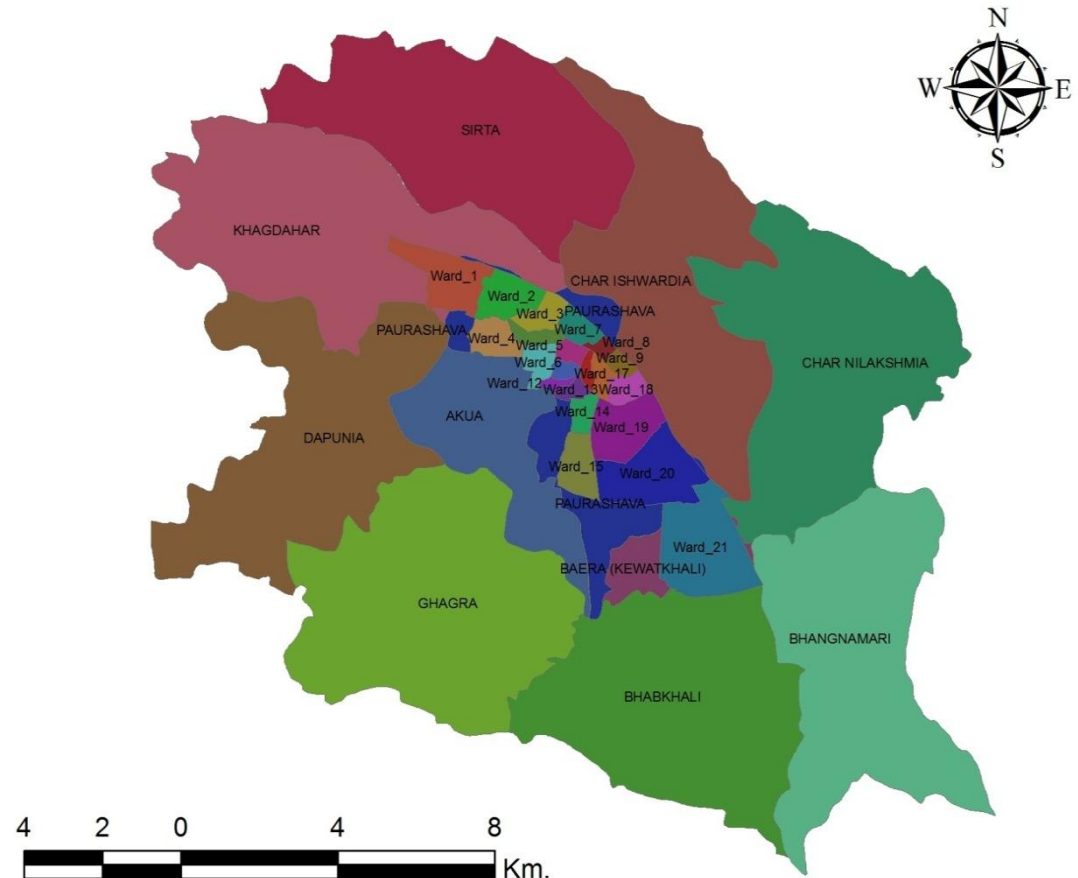 N
W E
S
SIRTA
KHAGDAHAR
Ward_1
CHAR ISHWARDIA
Ward_2
Ward_3
PAURASHAVA
PAURASHAVA
Ward_7
Ward_4
Ward_5
Ward_8
Ward_9
Ward_6
CHAR NILAKSHMIA
Ward_17
Ward_12
Ward_13
Ward_18
Ward_14
AKUA
Ward_19
DAPUNIA
Ward_15
Ward_20
PAURASHAVA
Ward_21
BAERA (KEWATKHALI)
GHAGRA
BHANGNAMARI
BHABKHALI
4 2 0 4 8
Km.